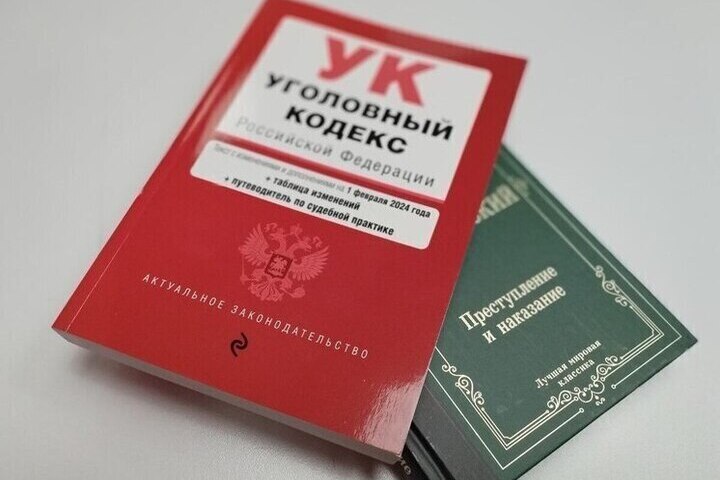 УК
УГОЛОВНЫЙ
КОДЕКС
Российской Федерации
Текст с изменениями и дополнениями на 1 февраля 2024 года
+ таблица изменений
+ путеводитель по судебной практике
АКТУАЛЬНОЕ ЗАКОНОДАТЕЛЬСТВО
Преступление
и наказание
Лучшая мировая
классика